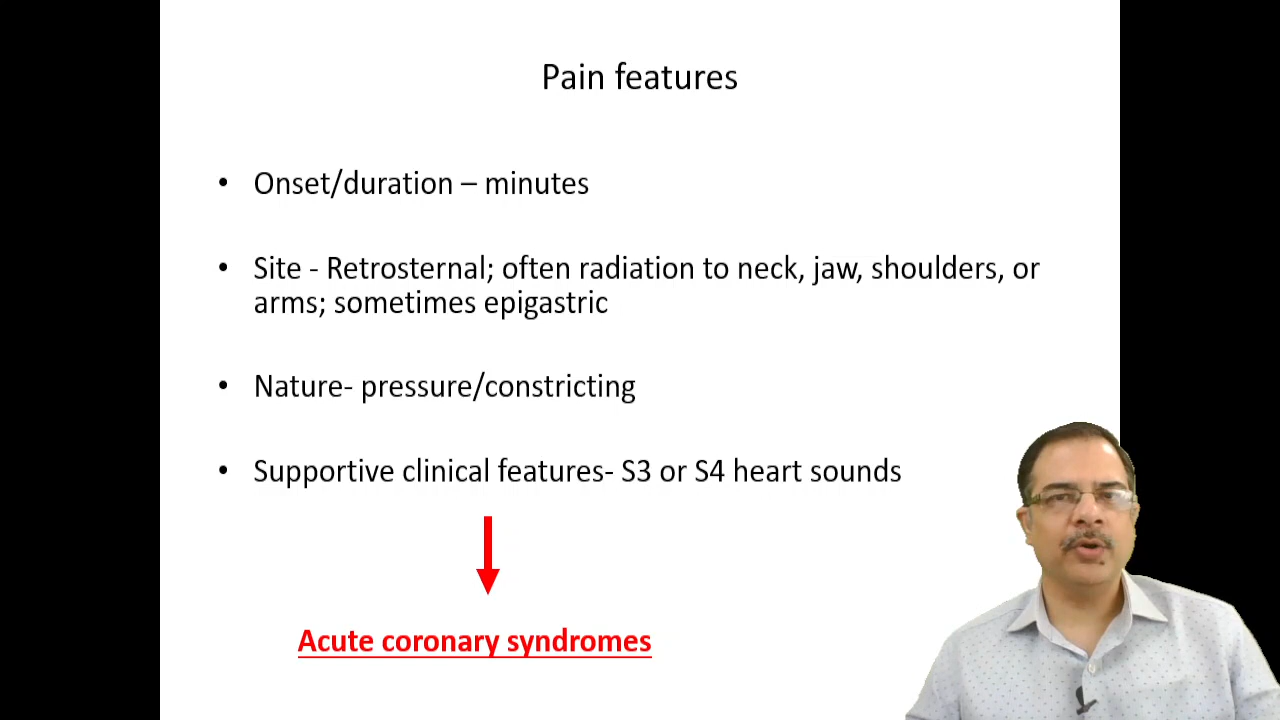 Pain features
• Onset/duration – minutes
• Site - Retrosternal; often radiation to neck, jaw, shoulders, or
arms; sometimes epigastric
• Nature- pressure/constricting
• Supportive clinical features- S3 or S4 heart sounds
Acute coronary syndromes